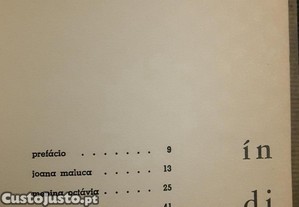 prefácio . . . . . . . 9
joana maluca . . . . . 13
menina octávia . . . . 25
41
ín
di
Custojusto.pt